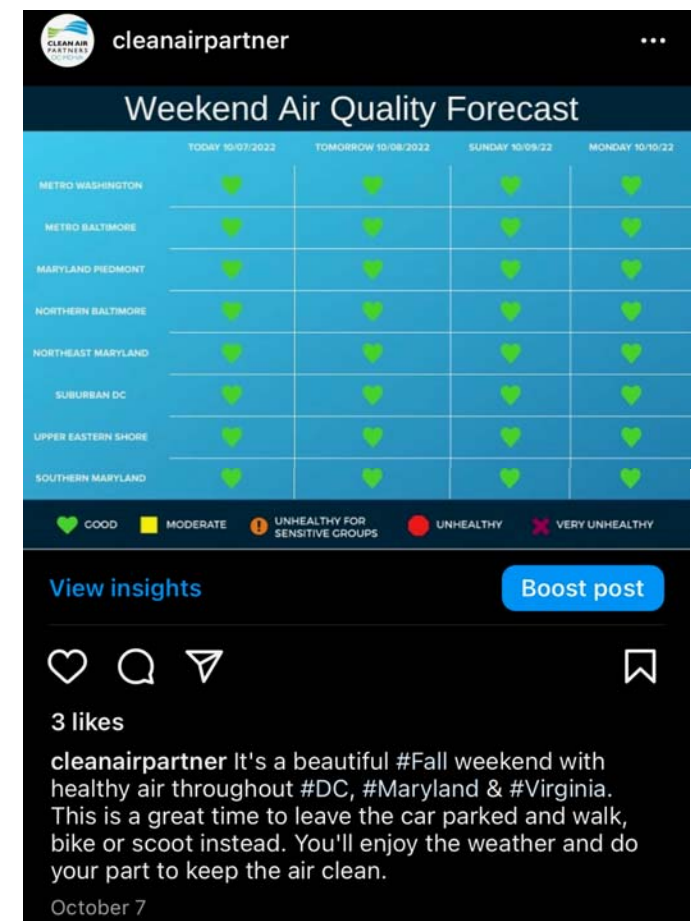 CLEAN AIR
PARTNERS
cleanairpartner
Weekend Air Quality Forecast
TODAY 10/07/2022 TOMORROW 10/08/2022 SUNDAY 10/09/22 MONDAY 10/10/22
METRO WASHINGTON
METRO BALTIMORE
MARYLAND PIEDMONT
NORTHERN BALTIMORE
NORTHEAST MARYLAND
SUBURBAN DC
UPPER EASTERN SHORE
SOUTHERN MARYLAND
GOOD MODERATE UNHEALTHY FOR
SENSITIVE GROUPS UNHEALTHY VERY UNHEALTHY
View insights Boost post
3 likes
cleanairpartner It's a beautiful #Fall weekend with
healthy air throughout #DC, #Maryland & #Virginia.
This is a great time to leave the car parked and walk,
bike or scoot instead. You'll enjoy the weather and do
your part to keep the air clean.
October 7